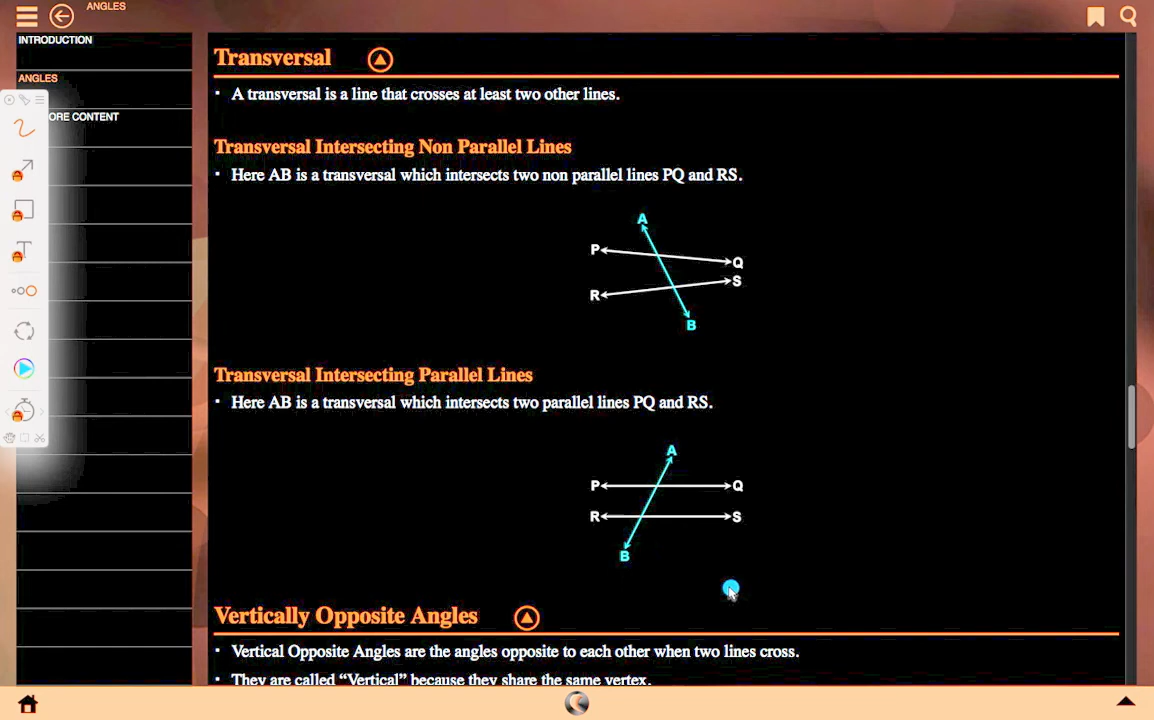 ANGLES
INTRODUCTION
ANGLES
ORE CONTENT
Transversal
· A transversal is a line that crosses at least two other lines.
Transversal Intersecting Non Parallel Lines
· Here AB is a transversal which intersects two non parallel lines PQ and RS.
A
P
Q
S
R
B
Transversal Intersecting Parallel Lines
· Here AB is a transversal which intersects two parallel lines PQ and RS.
A
P Q
R S
B
Vertically Opposite Angles
· Vertical Opposite Angles are the angles opposite to each other when two lines cross.
· They are called “Vertical” because they share the same vertex.